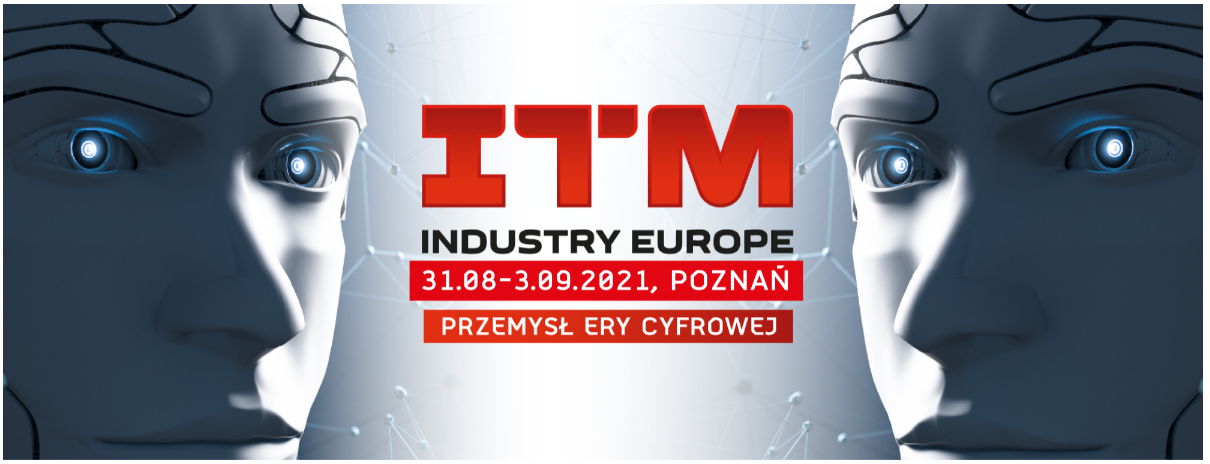 ITM
INDUSTRY EUROPE
31.08-3.09.2021, POZNAŃ
PRZEMYSŁ ERY CYFROWEJ